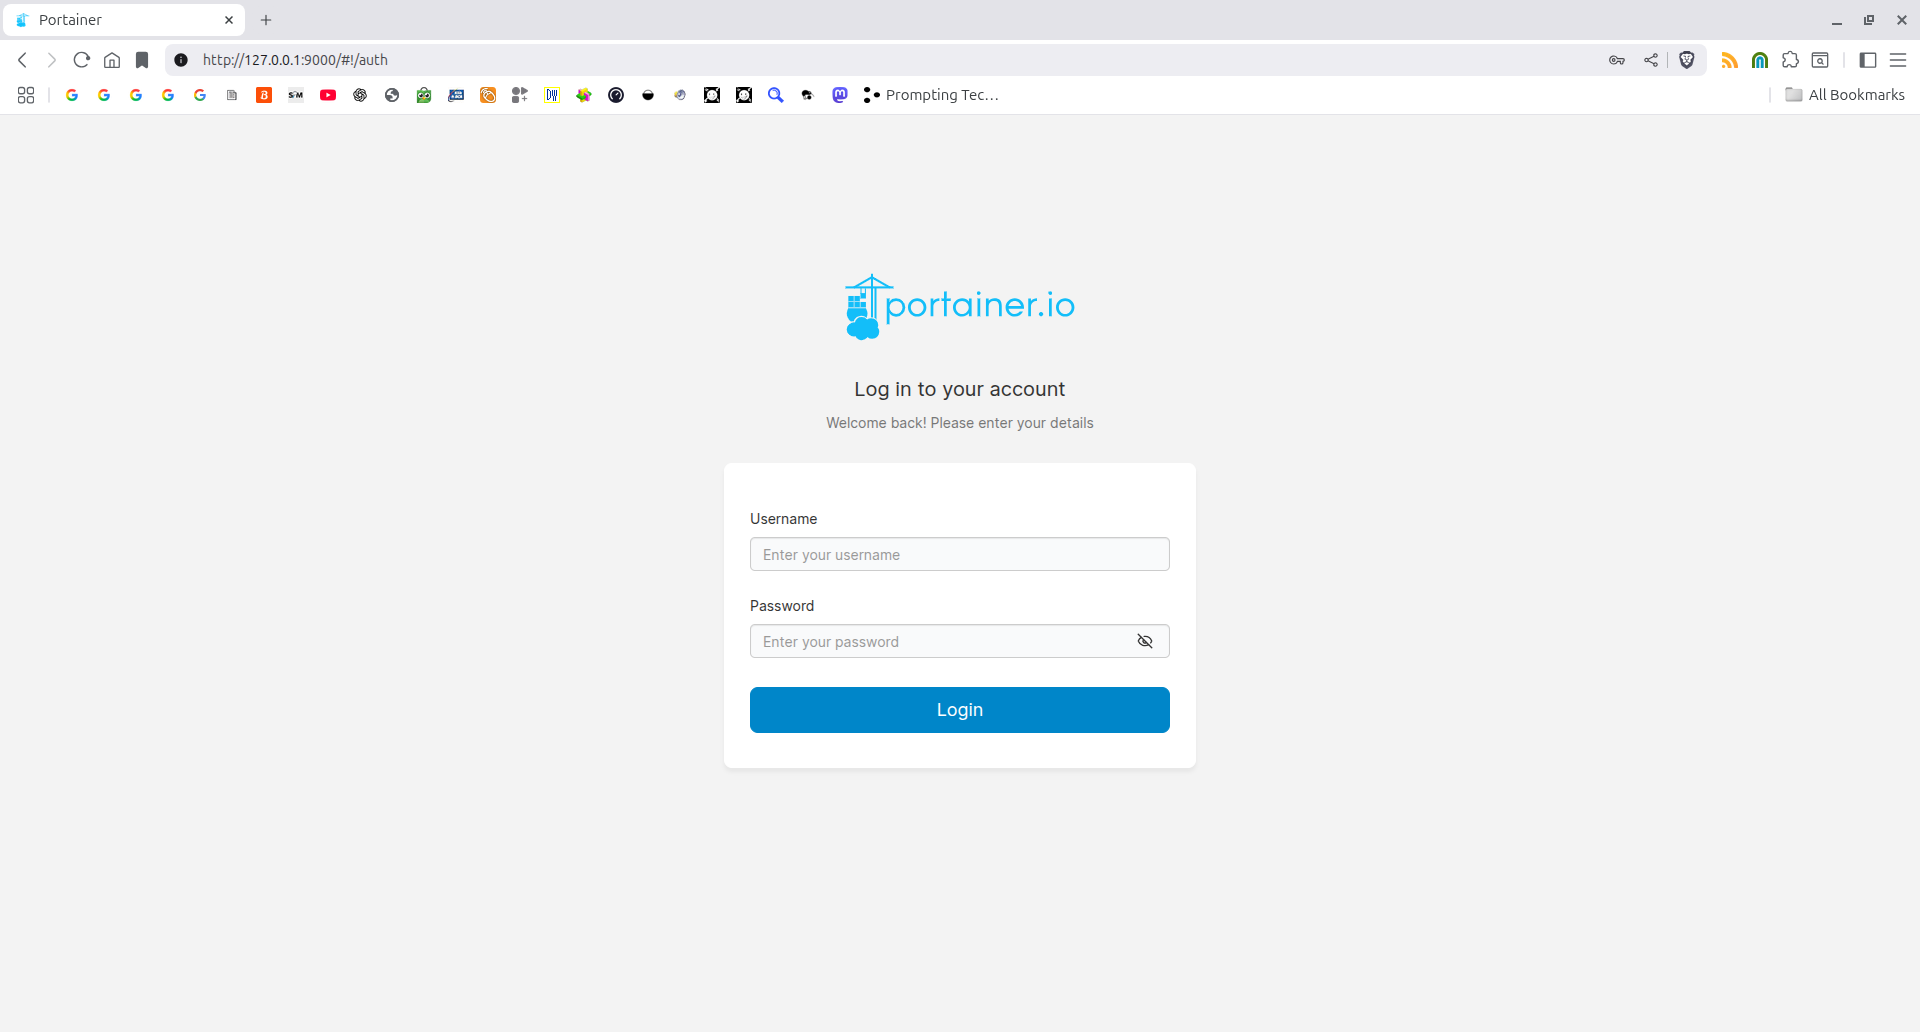 Portainer
http://127.0.0.1:9000/#!/auth
Prompting Tec...
All Bookmarks
portainer.io
Log in to your account
Welcome back! Please enter your details
Username
Enter your username
Password
Enter your password
Login